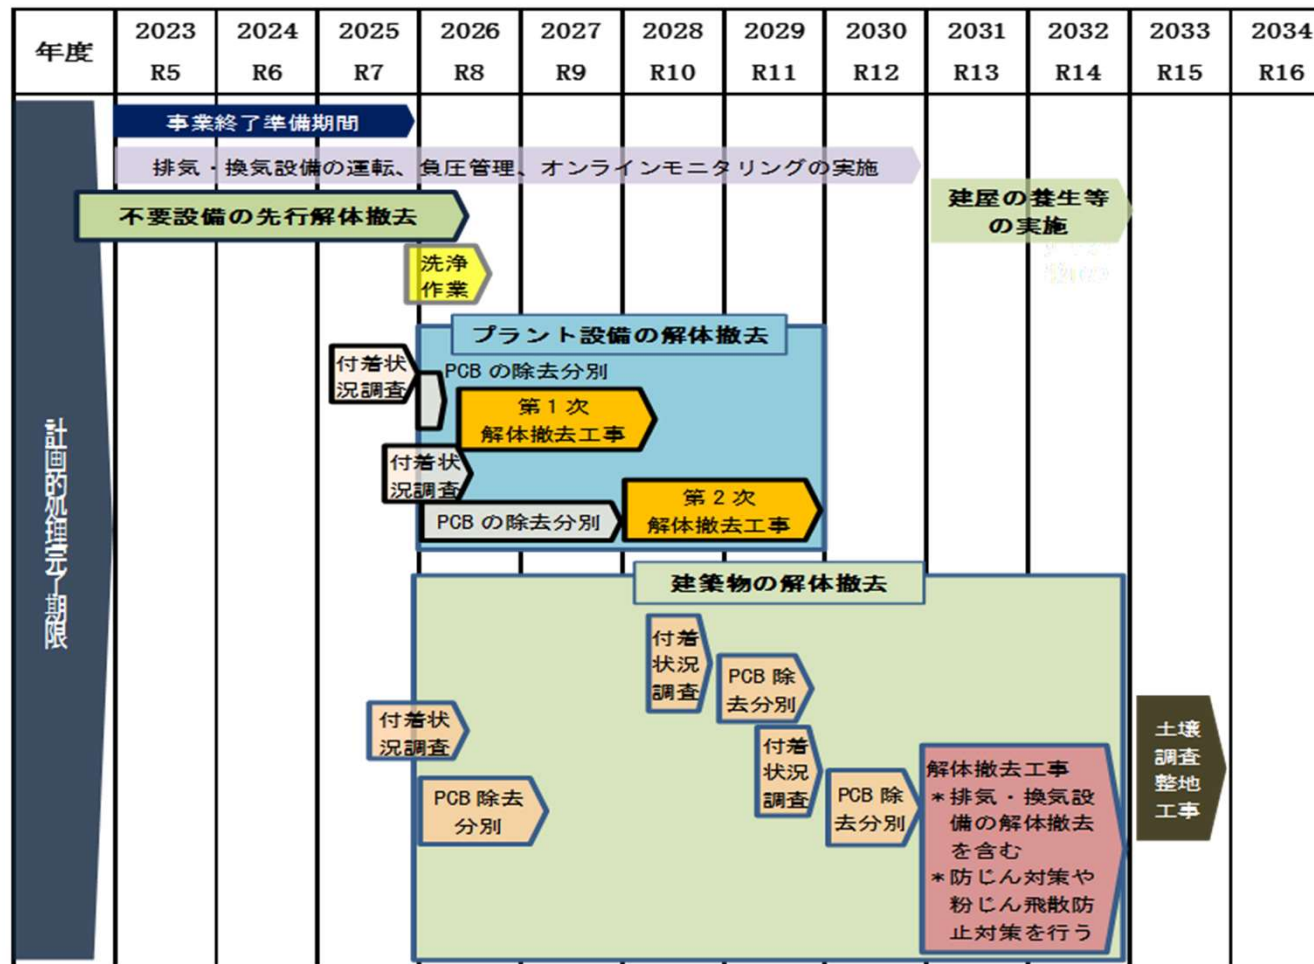 年度
2023 2024 2025 2026 2027 2028 2029 2030 2031 2032 2033 2034
R5 R6 R7 R8 R9 R10 R11 R12 R13 R14 R15 R16
計画的処理完了期限
事業終了準備期間
排気・換気設備の運転、負圧管理、オンラインモニタリングの実施
不要設備の先行解体撤去
建屋の養生等
の実施
洗浄
作業
プラント設備の解体撤去
付着状
況調査
PCB の除去分別
第1次
解体撤去工事
付着状
況調査
PCB の除去分別
第2次
解体撤去工事
建築物の解体撤去
付着
状況
調査
PCB 除
去分別
付着状
況調査
付着
状況
調査
PCB 除去
分別
PCB 除
去分別
解体撤去工事
*排気・換気設
備の解体撤去
を含む
*防じん対策や
粉じん飛散防
止対策を行う
土壌
調査
整地
工事